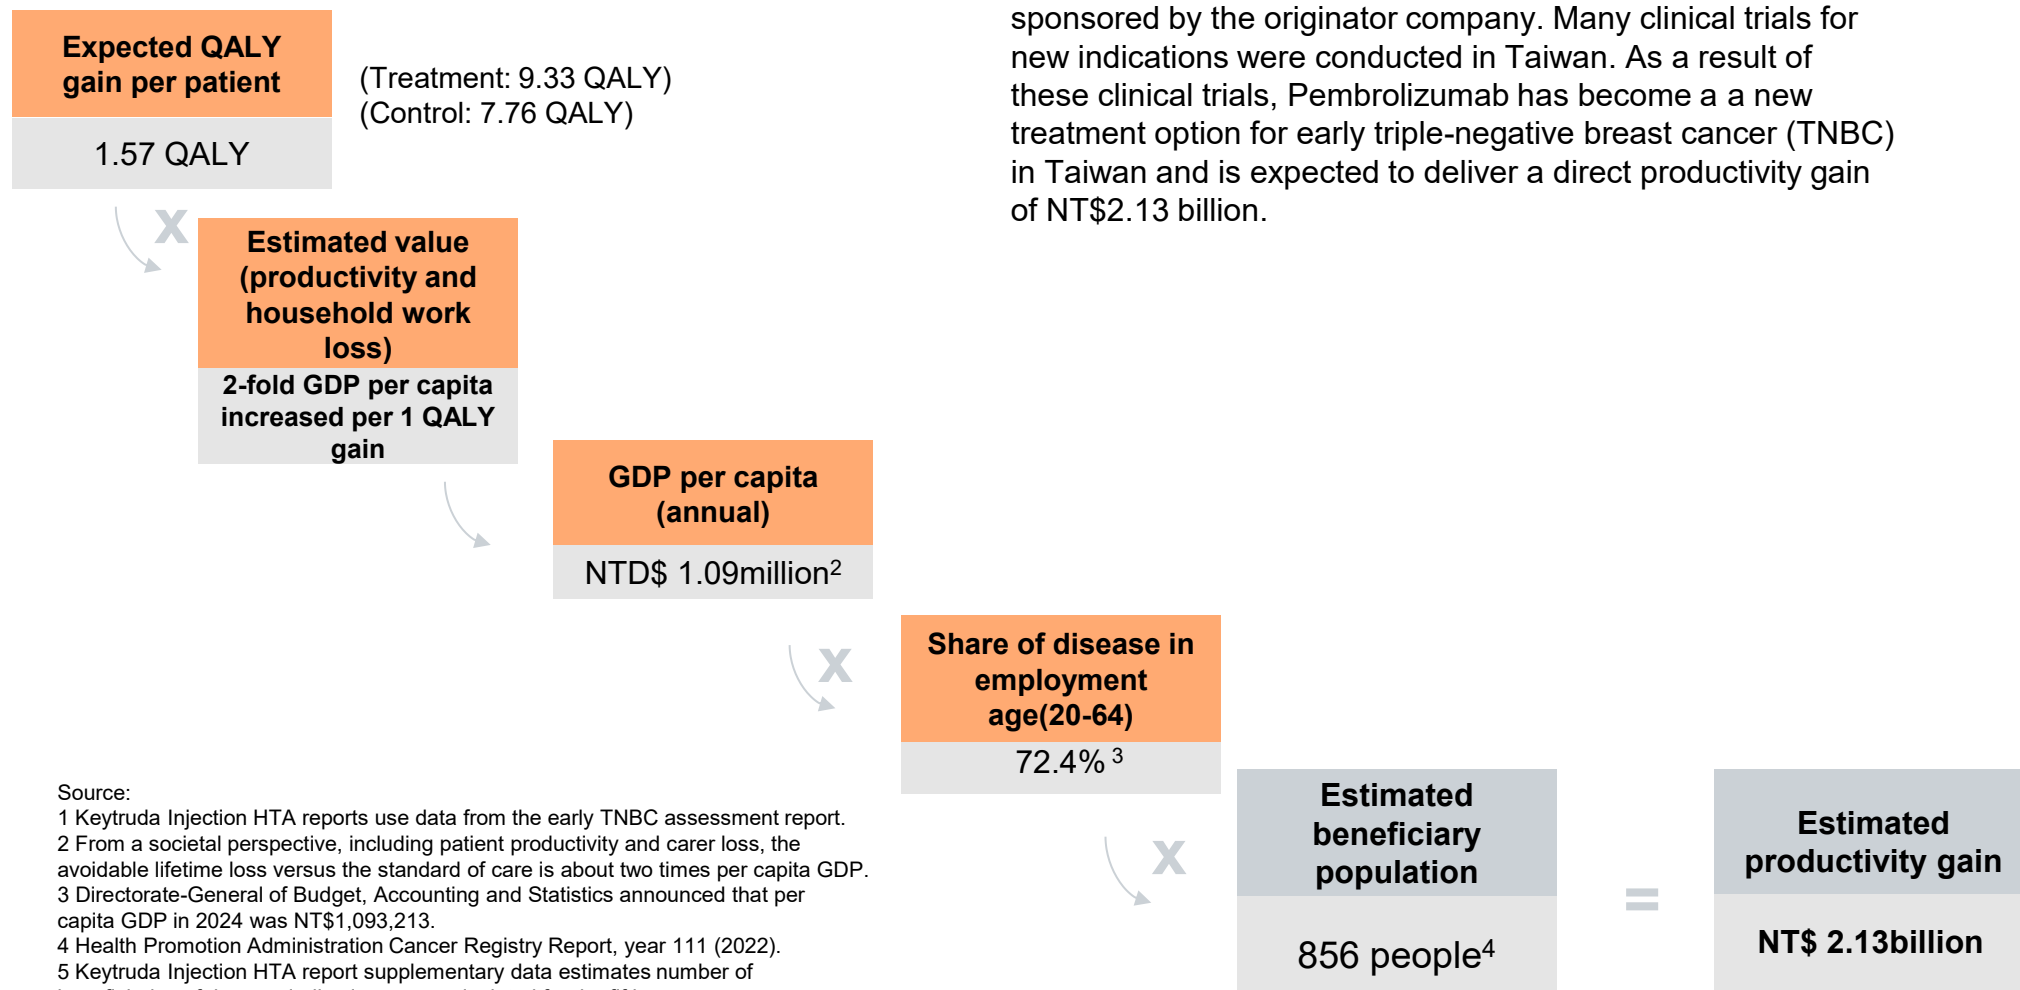 Expected QALY
gain per patient
1.57 QALY
(Treatment: 9.33 QALY)
(Control: 7.76 QALY)
sponsored by the originator company. Many clinical trials for
new indications were conducted in Taiwan. As a result of
these clinical trials, Pembrolizumab has become a a new
treatment option for early triple-negative breast cancer (TNBC)
in Taiwan and is expected to deliver a direct productivity gain
of NT$2.13 billion.
x
Estimated value
(productivity and
household work
loss)
2-fold GDP per capita
increased per 1 QALY
gain
GDP per capita
(annual)
NTD$ 1.09million2
x
Share of disease in
employment
age(20-64)
72.4% 3
x
Estimated
beneficiary
population
856 people4
=
Estimated
productivity gain
NT$ 2.13billion
Source:
1 Keytruda Injection HTA reports use data from the early TNBC assessment report.
2 From a societal perspective, including patient productivity and carer loss, the
avoidable lifetime loss versus the standard of care is about two times per capita GDP.
3 Directorate-General of Budget, Accounting and Statistics announced that per
capita GDP in 2024 was NT$1,093,213.
4 Health Promotion Administration Cancer Registry Report, year 111 (2022).
5 Keytruda Injection HTA report supplementary data estimates number of